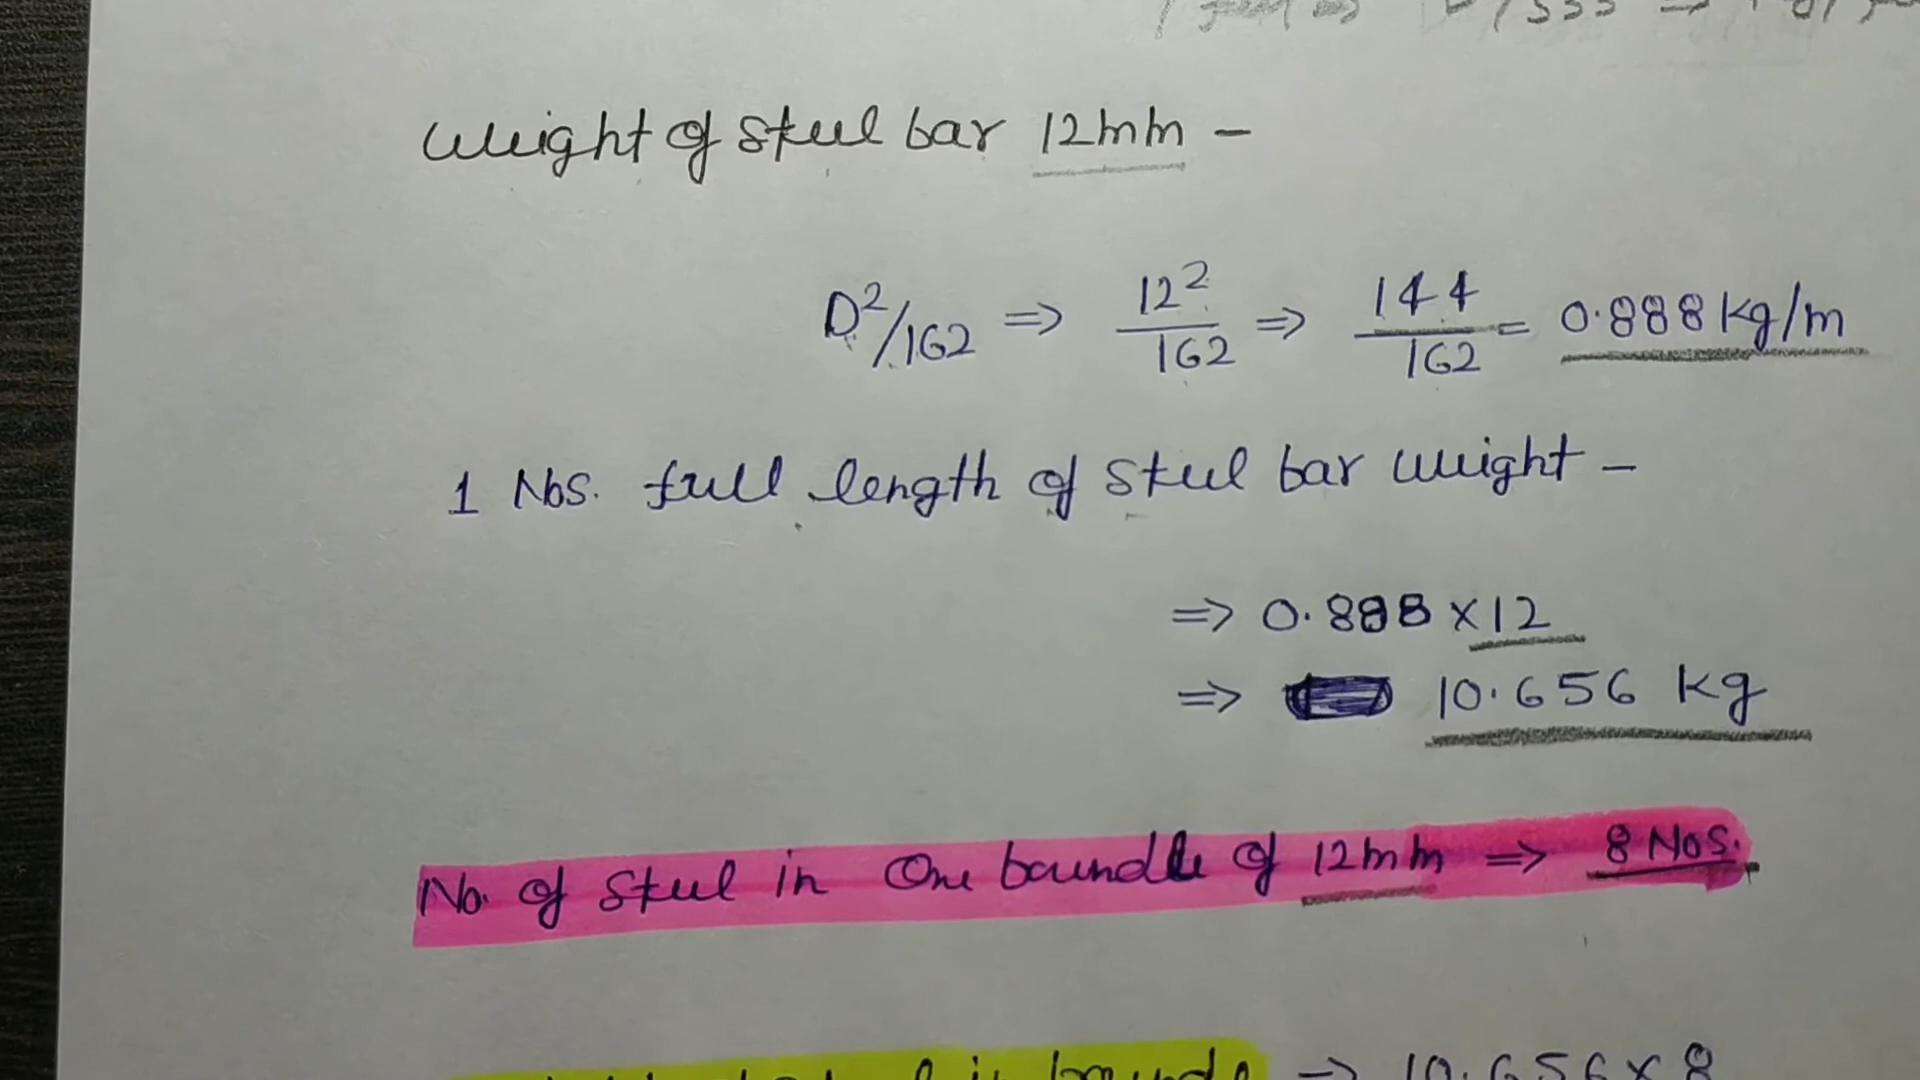 Weight of Steel bar 12mm -
D²/162 => 12²/162 => 144/162 = 0.888 kg/m
1 Nos. full length of Steel bar weight -
=> 0.888 x 12
=> 10.656 kg
No. of Steel in One boundle of 12mm => 8 Nos.
=> 10.656 x 8